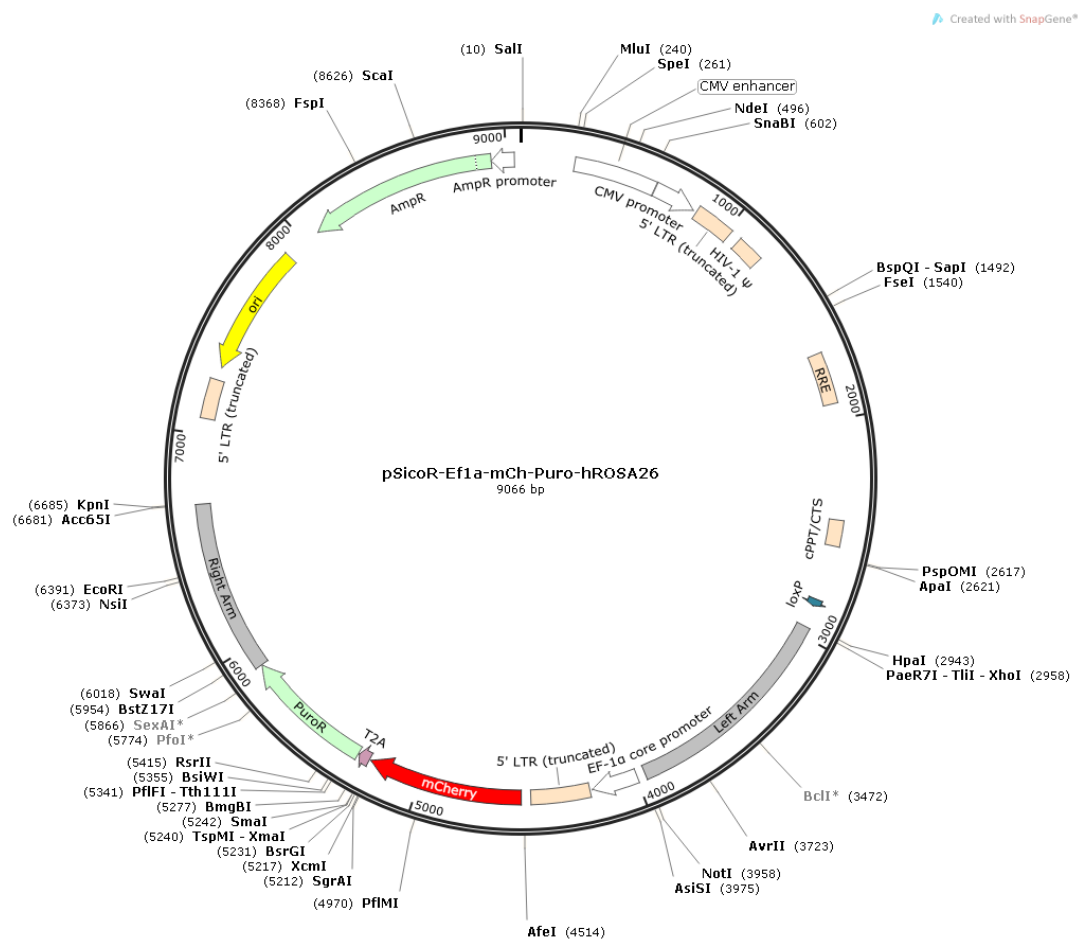 Created with SnapGene®
(10) SalI
MluI (240)
SpeI (261)
CMV enhancer
NdeI (496)
SnaBI (602)
(8626) ScaI
(8368) FspI
9000
AmpR promoter
AmpR
CMV promoter
5' LTR (truncated)
HIV-1 Ψ
1000
8000
BspQI - SapI (1492)
FseI (1540)
ori
RRE
2000
5' LTR (truncated)
7000
pSicoR-Ef1a-mCh-Puro-hROSA26
9066 bp
(6685) KpnI
(6681) Acc65I
cPPT/CTS
PspOMI (2617)
ApaI (2621)
(6391) EcoRI
(6373) NsiI
Right Arm
loxP
3000
HpaI (2943)
PaeR7I - TliI - XhoI (2958)
6000
(6018) SwaI
(5954) BstZ17I
(5866) SexAI*
(5774) PfoI*
PuroR
T2A
5' LTR (truncated)
EF-1α core promoter
Left Arm
(5415) RsrII
(5355) BsiWI
(5341) PflFI - Tth111I
(5277) BmgBI
(5242) SmaI
(5240) TspMI - XmaI
(5231) BsrGI
(5217) XcmI
(5212) SgrAI
(4970) PflMI
mCherry
5000
4000
BclI* (3472)
AvrII (3723)
NotI (3958)
AsiSI (3975)
AfeI (4514)